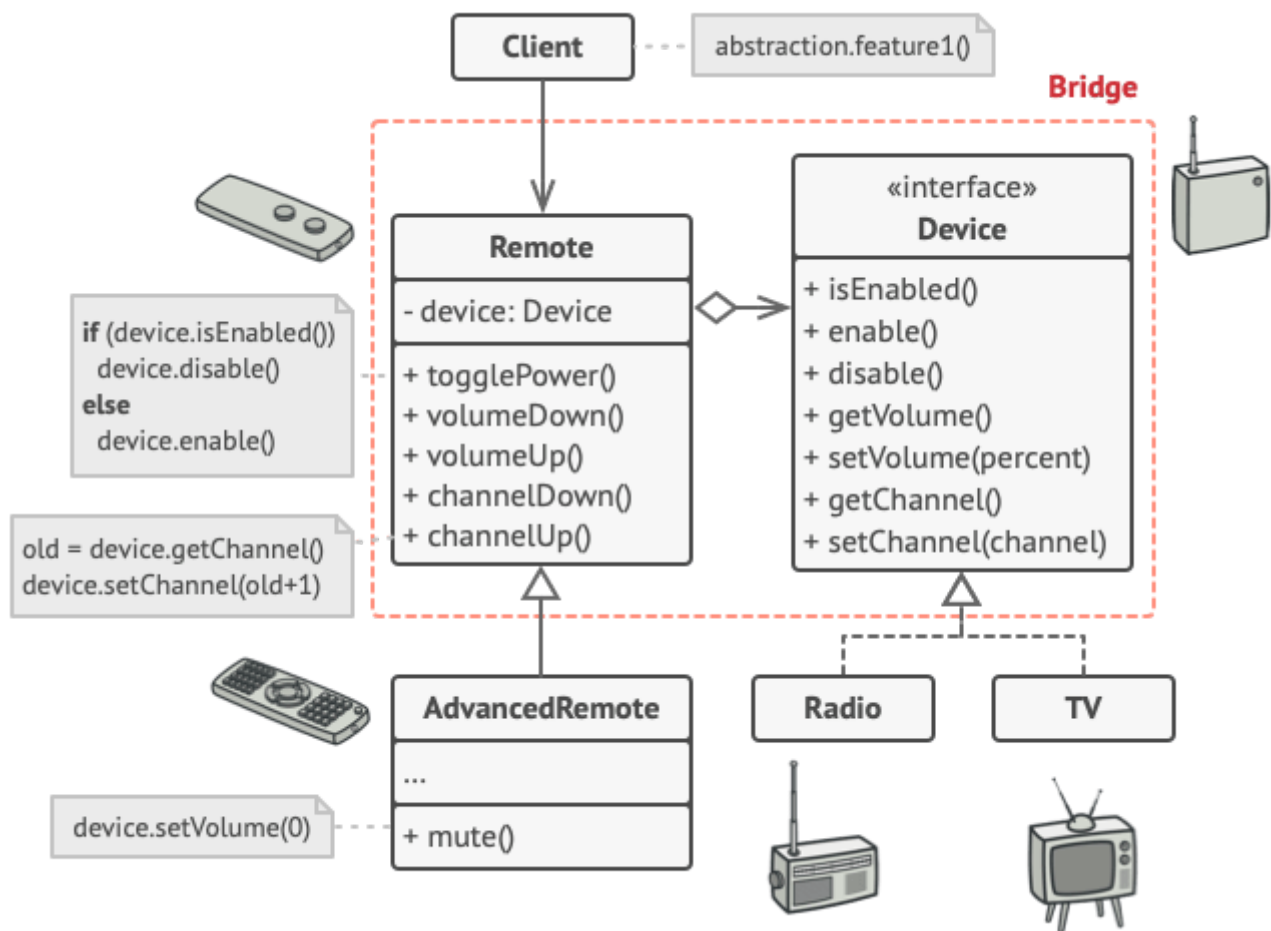 Client
abstraction.feature1()
Bridge
Remote
- device: Device
+ togglePower()
+ volumeDown()
+ volumeUp()
+ channelDown()
+ channelUp()
«interface»
Device
+ isEnabled()
+ enable()
+ disable()
+ getVolume()
+ setVolume(percent)
+ getChannel()
+ setChannel(channel)
if (device.isEnabled())
device.disable()
else
device.enable()
old = device.getChannel()
device.setChannel(old+1)
AdvancedRemote
...
+ mute()
device.setVolume(0)
Radio
TV